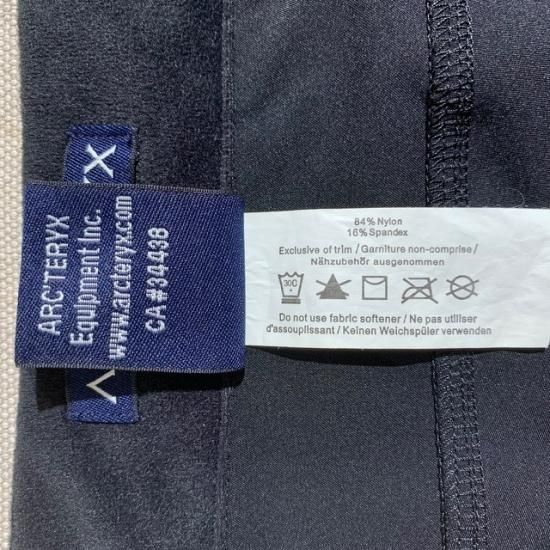 ARC'TERYX
Equipment Inc.
www.arcteryx.com
CA#34438
84% Nylon
16% Spandex
Exclusive of trim / Garniture non-comprise /
Nähzubehör ausgenommen
30C
Do not use fabric softener / Ne pas utiliser
d'assouplissant / Keinen Weichspüler verwenden